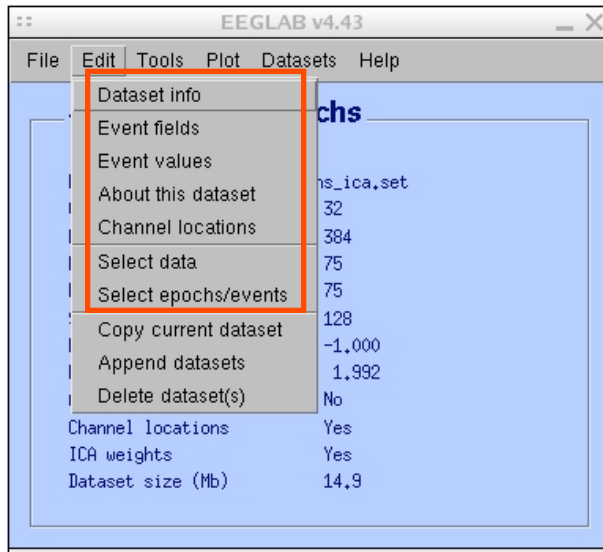 EEGLAB v4.43
File Edit Tools Plot Datasets Help
Dataset info
Event fields
Event values
About this dataset
Channel locations
Select data
Select epochs/events
Copy current dataset
Append datasets
Delete dataset(s)
chs
ns_ica.set
32
384
75
75
128
-1.000
1.992
No
Channel locations Yes
ICA weights Yes
Dataset size (Mb) 14.9